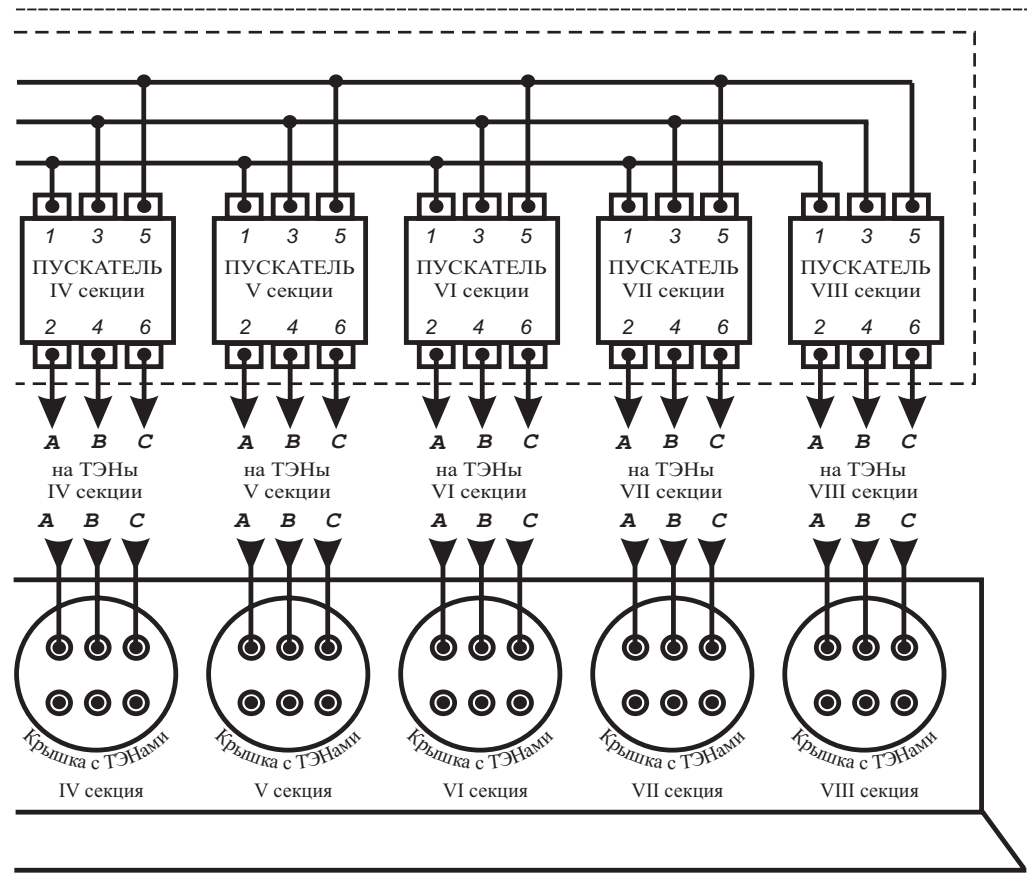 1 3 5 1 3 5 1 3 5 1 3 5 1 3 5
ПУСКАТЕЛЬ ПУСКАТЕЛЬ ПУСКАТЕЛЬ ПУСКАТЕЛЬ ПУСКАТЕЛЬ
IV секции V секции VI секции VII секции VIII секции
2 4 6 2 4 6 2 4 6 2 4 6 2 4 6
A B C A B C A B C A B C A B C
на ТЭНы на ТЭНы на ТЭНы на ТЭНы на ТЭНы
IV секции V секции VI секции VII секции VIII секции
A B C A B C A B C A B C A B C
Крышка с ТЭНами Крышка с ТЭНами Крышка с ТЭНами Крышка с ТЭНами Крышка с ТЭНами
IV секция V секция VI секция VII секция VIII секция